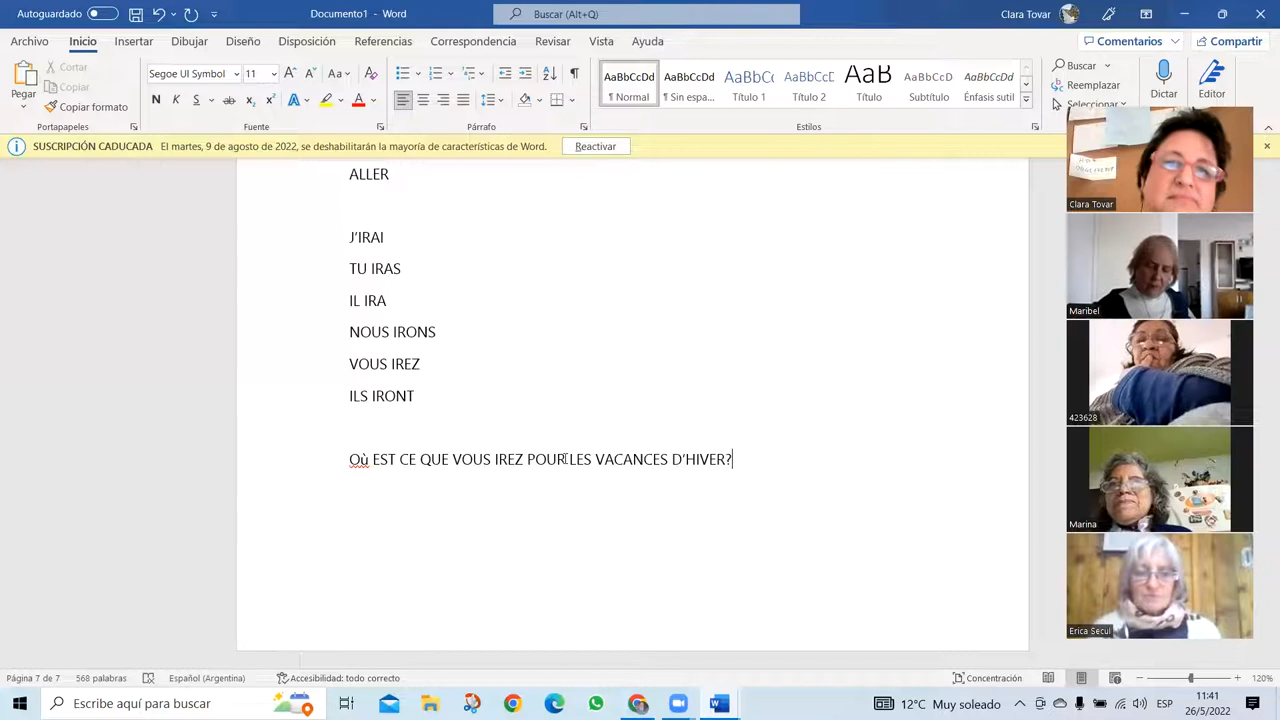 Autoguardado
Documento1 - Word
Buscar (Alt+Q)
Clara Tovar
Archivo Inicio Insertar Dibujar Diseño Disposición Referencias Correspondencia Revisar Vista Ayuda
Comentarios Compartir
Pegar
Cortar
Copiar
Copiar formato
Portapapeles
Segoe UI Symbol 11
Fuente
Párrafo
AaBbCcDd AaBbCcDd AaBbCc AaBbCcD AaB AaBbCcDd AaBbCcDd
Normal Sin espa... Título 1 Título 2 Título Subtítulo Énfasis sutil
Estilos
Buscar
Reemplazar
Seleccionar
Dictar
Editor
SUSCRIPCIÓN CADUCADA El martes, 9 de agosto de 2022, se deshabilitarán la mayoría de características de Word. Reactivar
ALLER
J'IRAI
TU IRAS
IL IRA
NOUS IRONS
VOUS IREZ
ILS IRONT
Où EST CE QUE VOUS IREZ POUR LES VACANCES D'HIVER?
Clara Tovar
Maribel
423628
Marina
Erica Secul
Página 7 de 7 568 palabras Español (Argentina) Accesibilidad: todo correcto Concentración 120%
Escribe aquí para buscar
12°C Muy soleado
ESP
11:41
26/5/2022